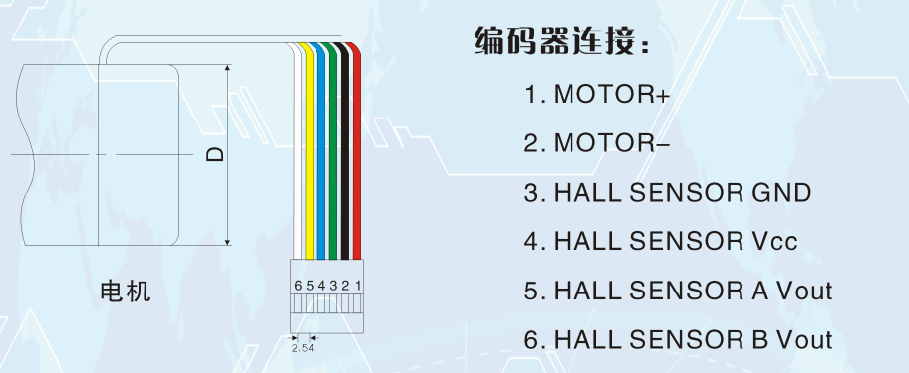 编码器连接：
1. MOTOR+
2. MOTOR−
3. HALL SENSOR GND
4. HALL SENSOR Vcc
5. HALL SENSOR A Vout
6. HALL SENSOR B Vout
D
电机
6 5 4 3 2 1
2.54